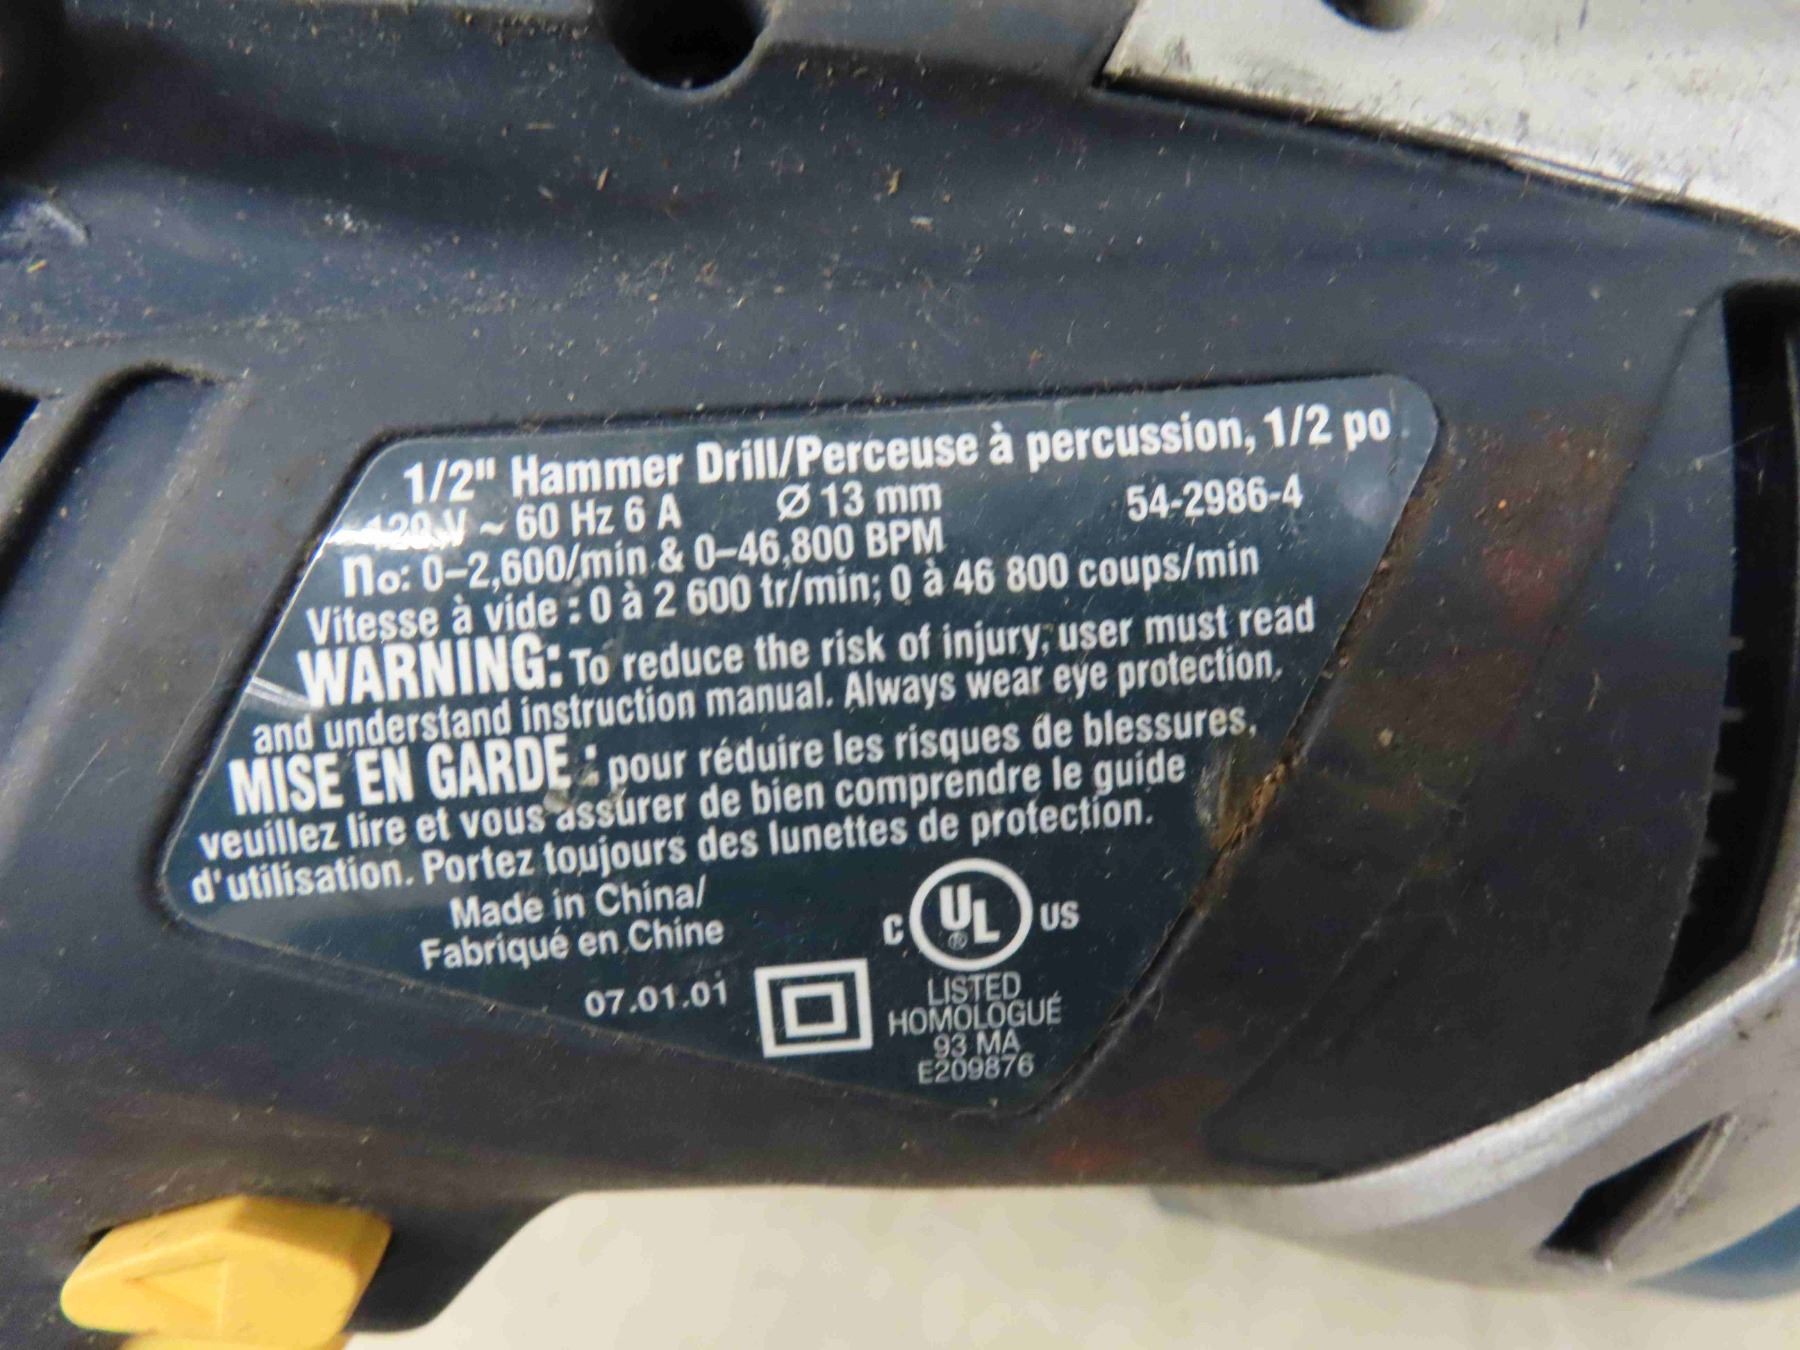 1/2" Hammer Drill/Perceuse à percussion, 1/2 po
120 V ~ 60 Hz 6 A Ø 13 mm 54-2986-4
no: 0–2,600/min & 0–46,800 BPM
Vitesse à vide : 0 à 2 600 tr/min; 0 à 46 800 coups/min
WARNING: To reduce the risk of injury, user must read
and understand instruction manual. Always wear eye protection.
MISE EN GARDE : pour réduire les risques de blessures,
veuillez lire et vous assurer de bien comprendre le guide
d'utilisation. Portez toujours des lunettes de protection.
Made in China/
Fabriqué en Chine
07.01.01
C UL ® US
LISTED
HOMOLOGUÉ
93 MA
E209876